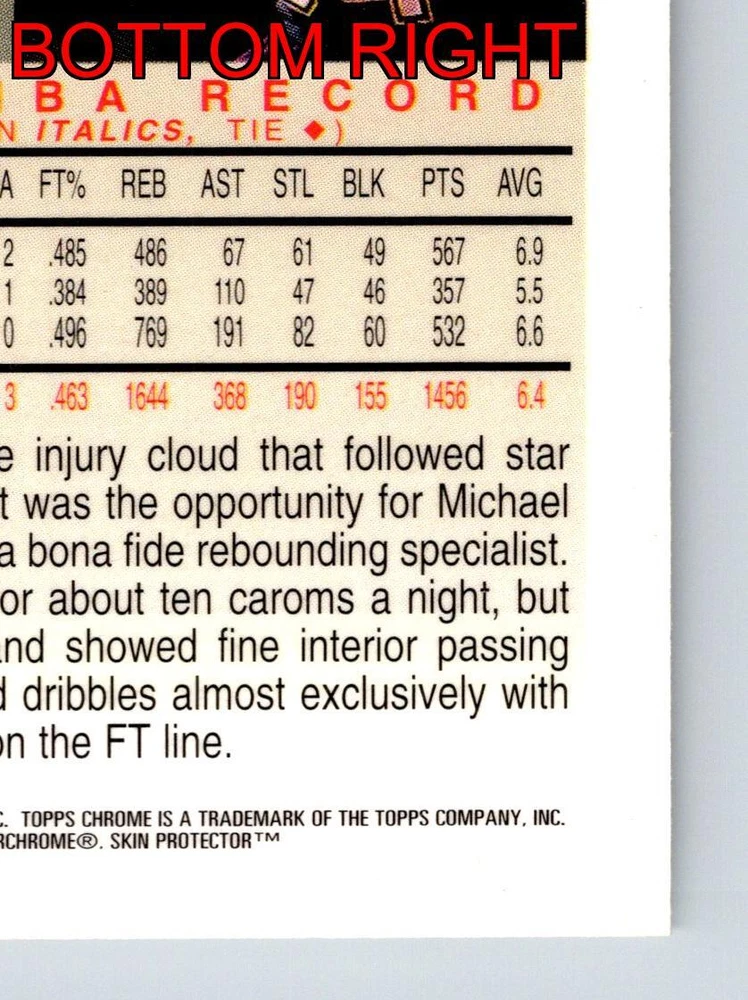 BOTTOM RIGHT
BA RECORD
N ITALICS, TIE ◆)
A FT% REB AST STL BLK PTS AVG
2 .485 486 67 61 49 567 6.9
1 .384 389 110 47 46 357 5.5
0 .496 769 191 82 60 532 6.6
3 .463 1644 368 190 155 1456 6.4
e injury cloud that followed star
t was the opportunity for Michael
a bona fide rebounding specialist.
or about ten caroms a night, but
nd showed fine interior passing
d dribbles almost exclusively with
on the FT line.
C. TOPPS CHROME IS A TRADEMARK OF THE TOPPS COMPANY, INC.
RCHROME®. SKIN PROTECTOR™